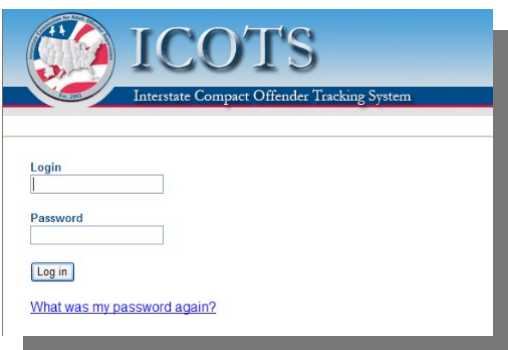 ICOTS
Interstate Compact Offender Tracking System
Login
Password
Log in
What was my password again?